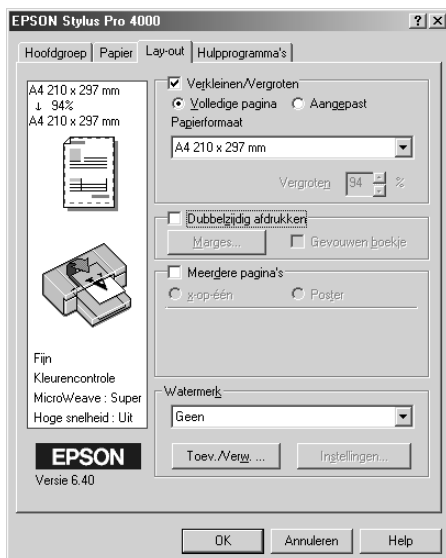 EPSON Stylus Pro 4000
Hoofdgroep Papier Lay-out Hulpprogramma's
A4 210 x 297 mm
↓ 94%
A4 210 x 297 mm
Fijn
Kleurencontrole
MicroWeave : Super
Hoge snelheid : Uit
EPSON
Versie 6.40
Verkleinen/Vergroten
Volledige pagina Aangepast
Papierformaat
A4 210 x 297 mm
Vergroten 94 %
Dubbelzijdig afdrukken
Marges... Gevouwen boekje
Meerdere pagina's
x-op-één Poster
Watermerk
Geen
Toev./Verw. ... Instellingen...
OK Annuleren Help